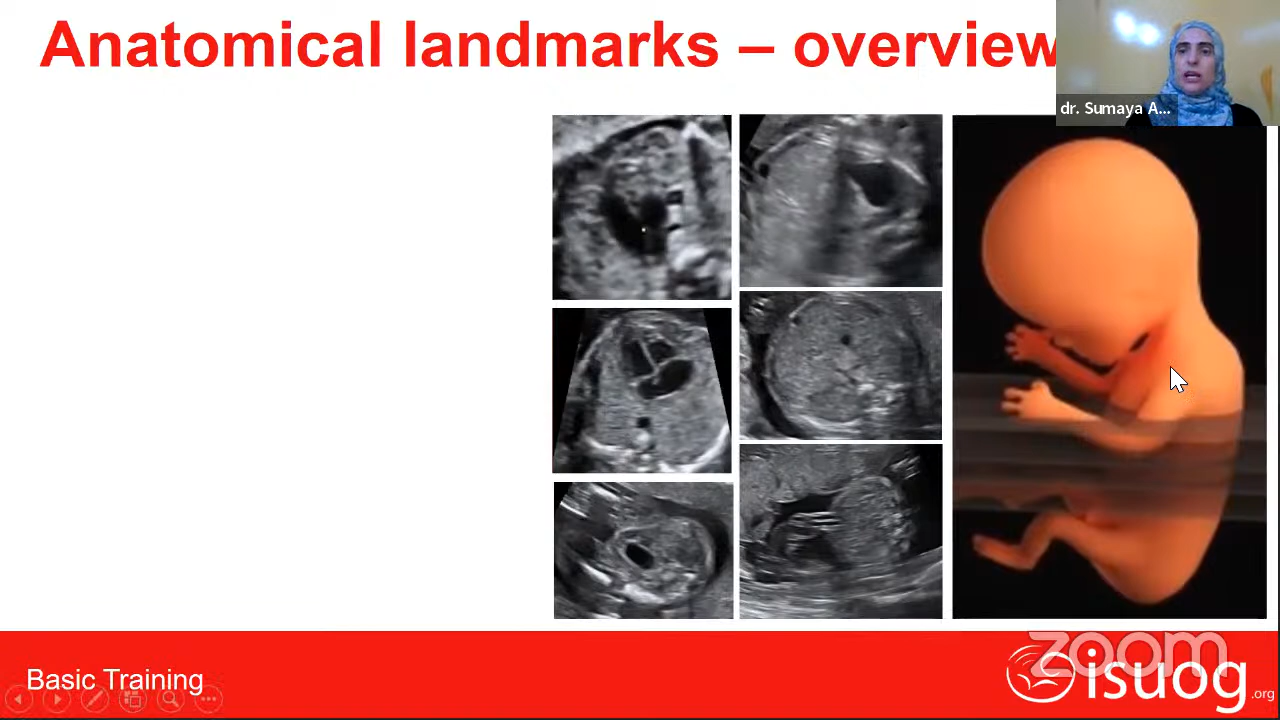 Anatomical landmarks – overview
dr. Sumaya A...
Basic Training
zoom
isuog
.org